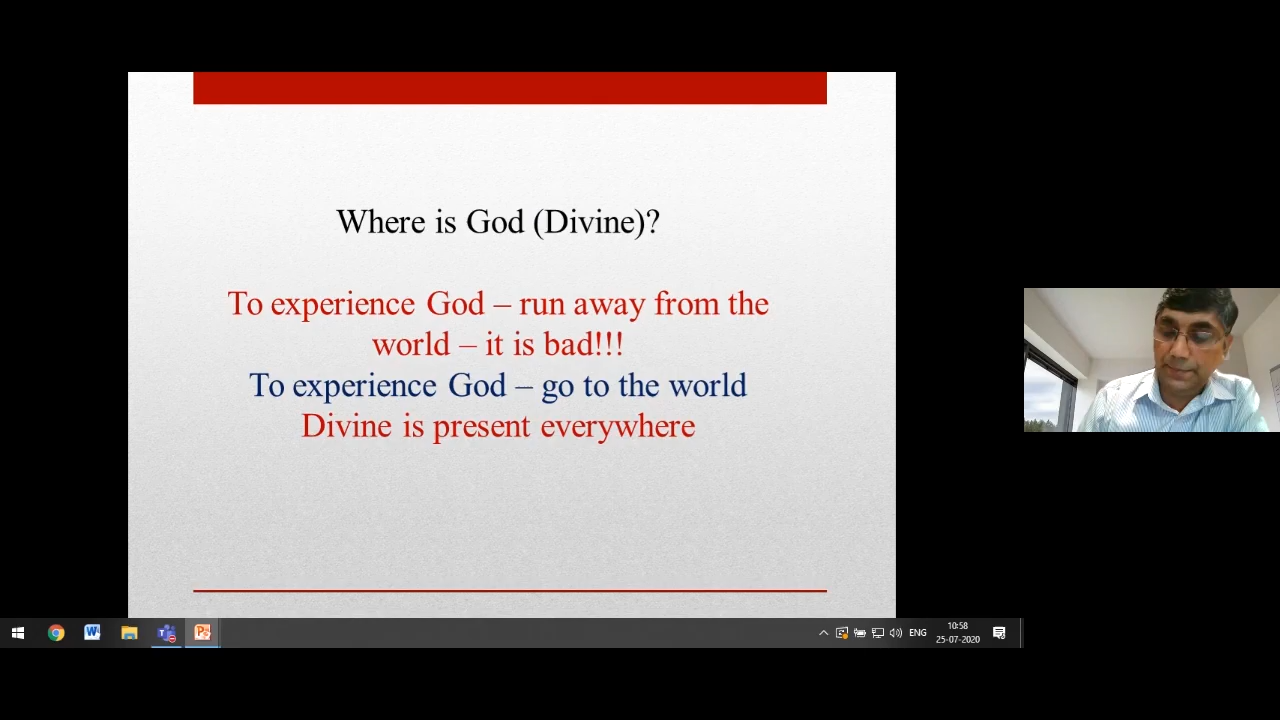 Where is God (Divine)?
To experience God – run away from the
world – it is bad!!!
To experience God – go to the world
Divine is present everywhere
ENG
10:58
25-07-2020